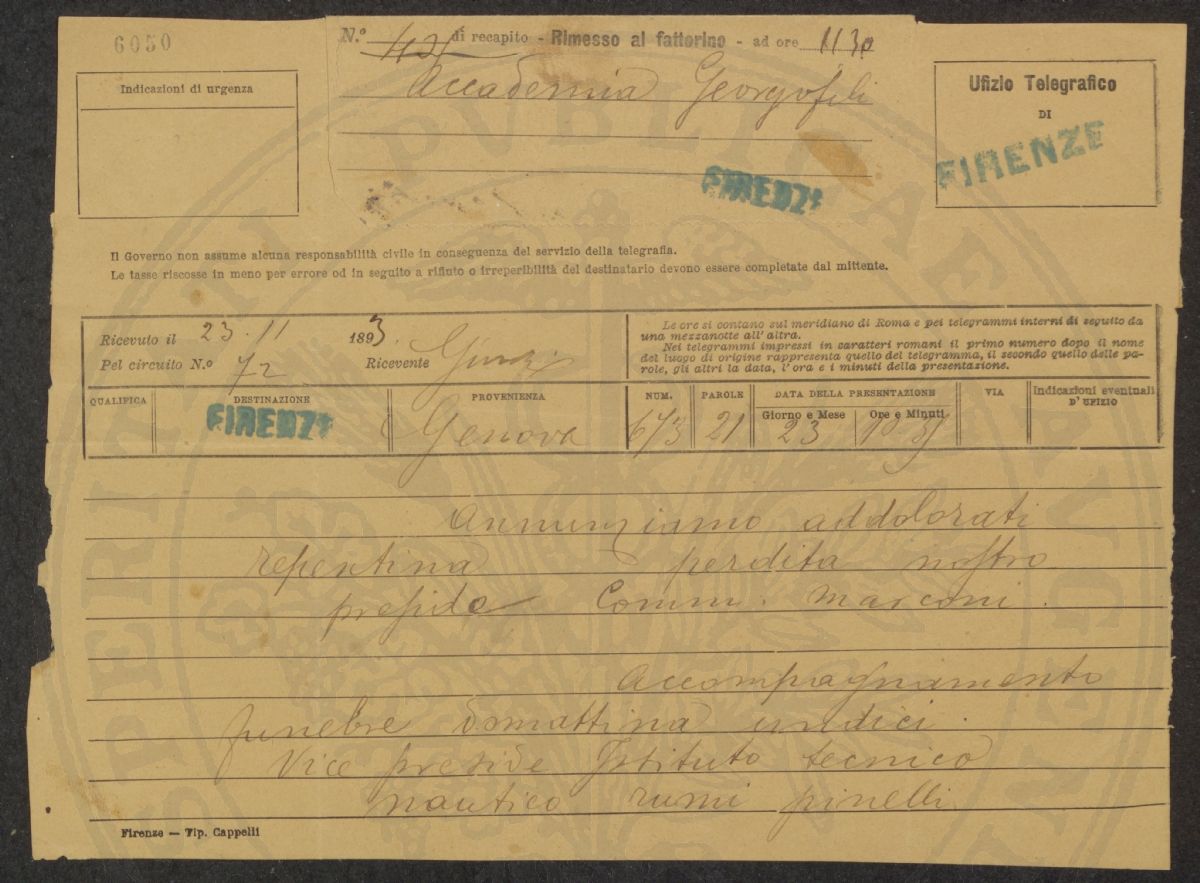 6050
N.° di recapito - Rimesso al fattorino - ad ore 1130
Accademia Georgofili
Indicazioni di urgenza
Ufizio Telegrafico
DI
FIRENZE
FIRENZE
Il Governo non assume alcuna responsabilità civile in conseguenza del servizio della telegrafia.
Le tasse riscosse in meno per errore od in seguito a rifiuto o irreperibilità del destinatario devono essere completate dal mittente.
Ricevuto il 23 . 11 1893.
Pel circuito N.° 72 Ricevente
Le ore si contano sul meridiano di Roma e pei telegrammi interni di seguito da
una mezzanotte all'altra.
Nei telegrammi impressi in caratteri romani il primo numero dopo il nome
del luogo di origine rappresenta quello del telegramma, il secondo quello delle pa-
role, gli altri la data, l'ora e i minuti della presentazione.
QUALIFICA DESTINAZIONE PROVENIENZA NUM. PAROLE DATA DELLA PRESENTAZIONE VIA Indicazioni eventuali
D'UFIZIO
Giorno e Mese Ore e Minuti
FIRENZE Genova 673 21 23 10
Annunziamo addolorati
repentina perdita nostro
preside Comm. Marconi.
Accompagnamento
funebre domattina undici.
Vice preside Istituto tecnico
nautico rumi pinelli
Firenze — Tip. Cappelli